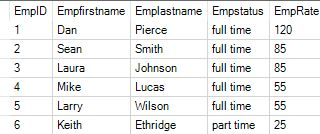 EmpID Empfirstname Emplastname Empstatus EmpRate
1 Dan Pierce full time 120
2 Sean Smith full time 85
3 Laura Johnson full time 85
4 Mike Lucas full time 55
5 Larry Wilson full time 55
6 Keith Ethridge part time 25